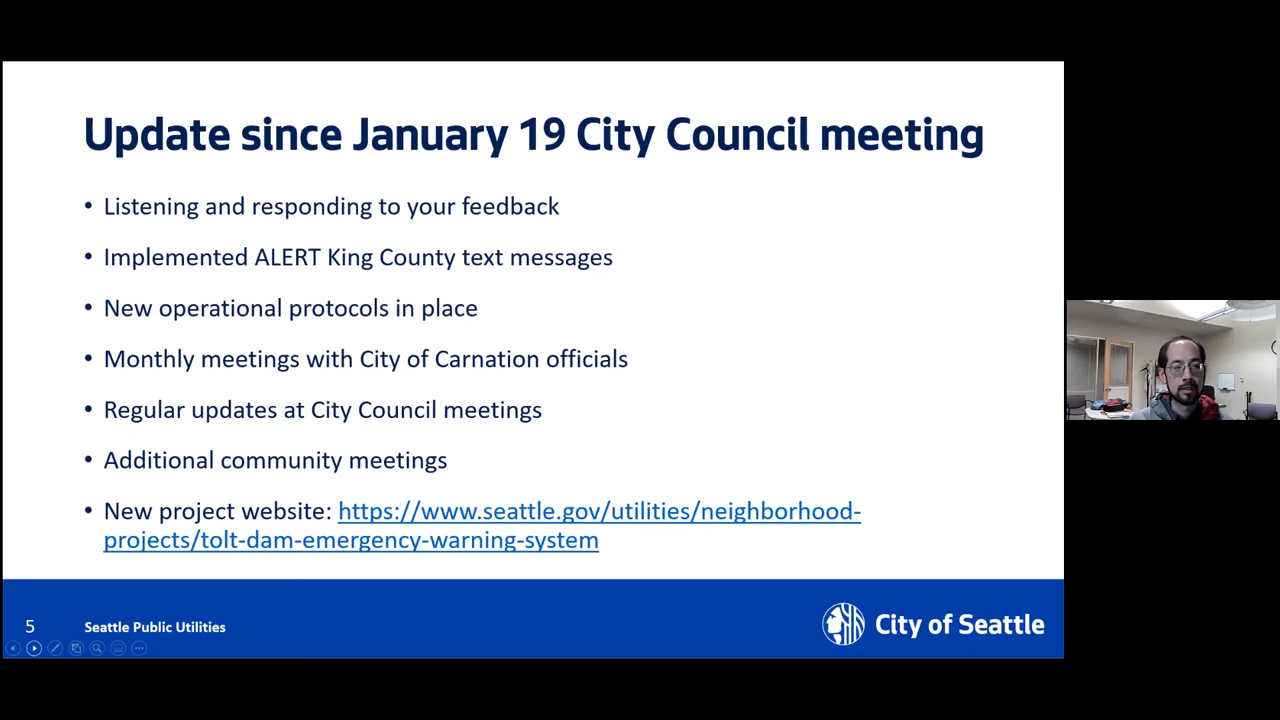 Update since January 19 City Council meeting
• Listening and responding to your feedback
• Implemented ALERT King County text messages
• New operational protocols in place
• Monthly meetings with City of Carnation officials
• Regular updates at City Council meetings
• Additional community meetings
• New project website: https://www.seattle.gov/utilities/neighborhood-
projects/tolt-dam-emergency-warning-system
5 Seattle Public Utilities
City of Seattle